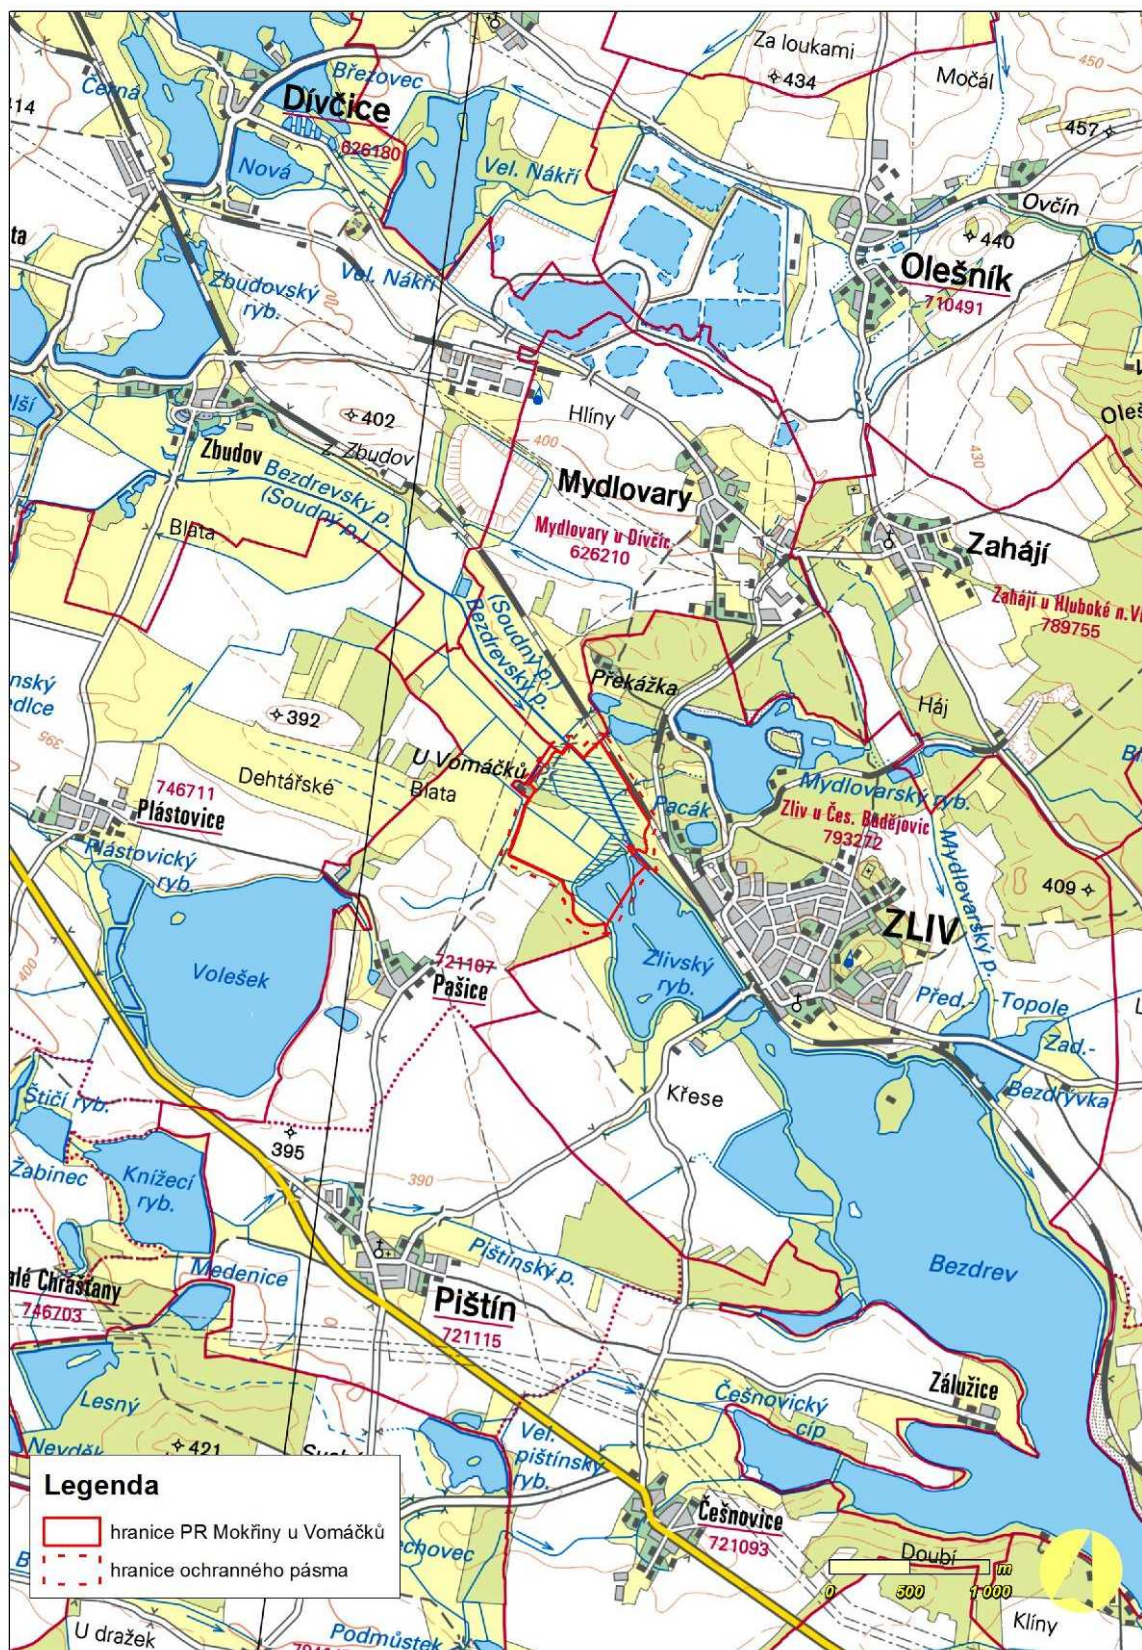 Za loukami
434
Močál
450
Březovec
Černá
Dívčice
626180
457
Nová
Vel. Nákří
Ovčín
440
Olešník
710491
Zbudovský
ryb.
Vel. Nákří
402
Hlíny
400
430
Zbudov
z. Zbudov
Bezdrevský p.
(Soudný p.)
Blata
Mydlovary
Mydlovary u Dívčic
626210
Zahájí
789755
(Soudný p.)
Bezdrevský p.
Překážka
Háj
392
395
U Vomáčků
Dehtářské
Blata
746711
Plástovice
Plástovický
ryb.
Pacák
Mydlovarský ryb.
Zliv u Čes. Budějovic
793272
Mydlovarský p.
409
ZLIV
400
Volešek
721107
Pašice
Zlivský
ryb.
Před.-
Topole
Zad.-
Bezdrývka
Štičí ryb.
Křese
395
Žabinec
Knížecí
ryb.
390
Pištínský p.
Medenice
Bezdrev
746703
Pištín
721115
Lesný
Češnovický
cíp
Zálužice
421
Vel.
pištínský
ryb.
Češnovice
721093
Legenda
hranice PR Mokřiny u Vomáčků
hranice ochranného pásma
Doubí
m
0 500 1 000
Klíny
U dražek
Podmůstek